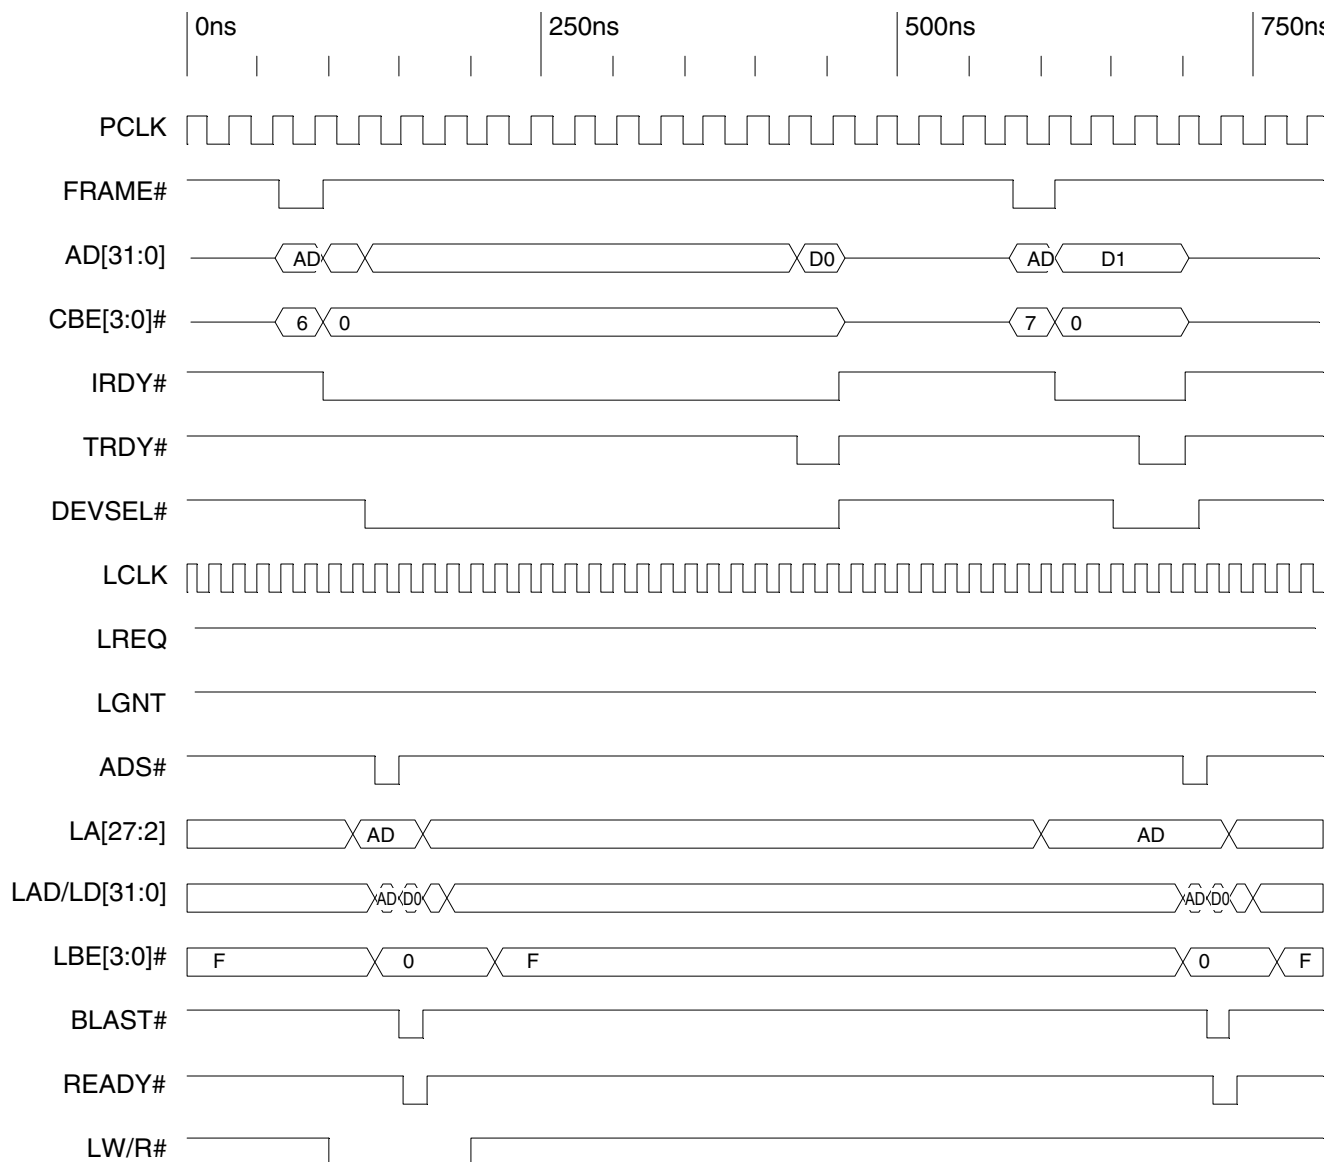 0ns 250ns 500ns 750ns
PCLK
FRAME#
AD[31:0] AD D0 AD D1
CBE[3:0]# 6 0 7 0
IRDY#
TRDY#
DEVSEL#
LCLK
LREQ
LGNT
ADS#
LA[27:2] AD AD
LAD/LD[31:0] AD D0 AD D0
LBE[3:0]# F 0 F 0 F
BLAST#
READY#
LW/R#